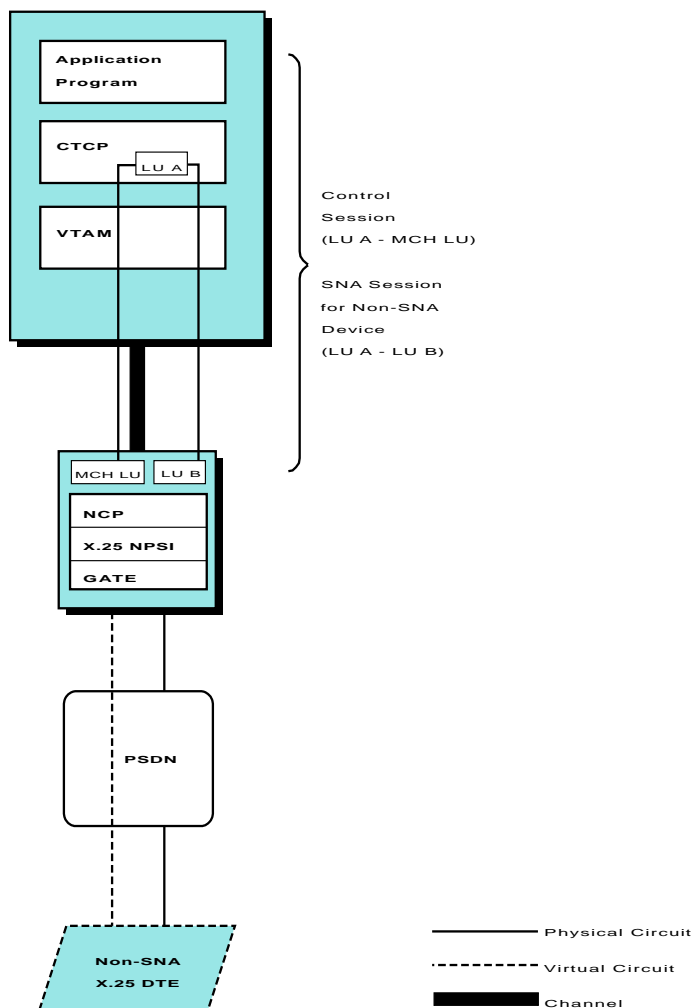 Application
Program
CTCP
LU A
VTAM
Control
Session
(LU A - MCH LU)
SNA Session
for Non-SNA
Device
(LU A - LU B)
MCH LU
LU B
NCP
X.25 NPSI
GATE
PSDN
Non-SNA
X.25 DTE
Physical Circuit
Virtual Circuit
Channel